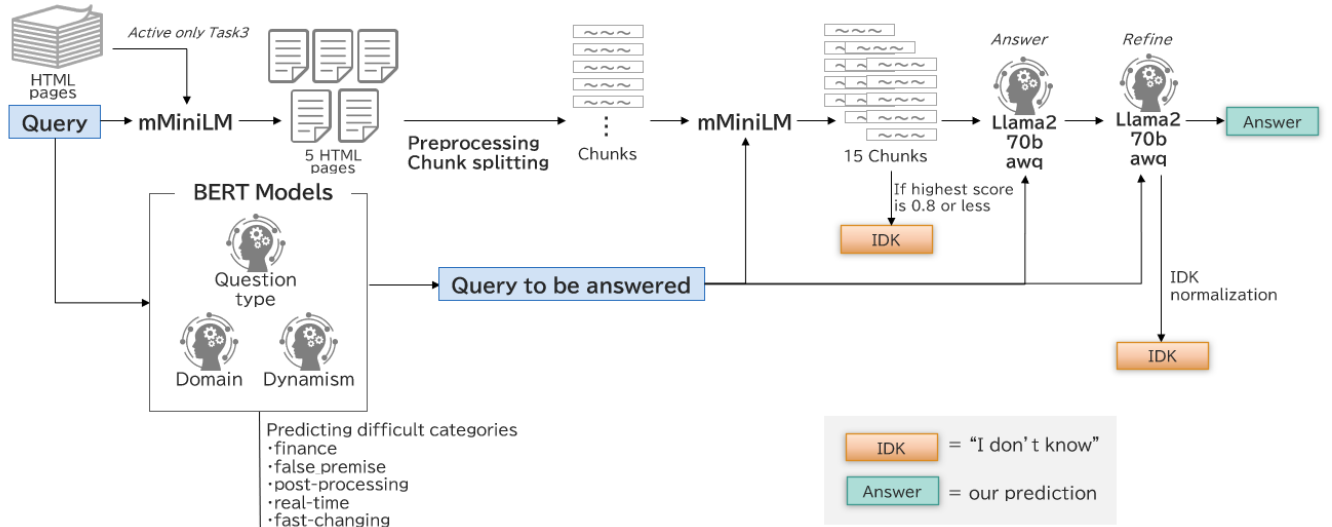 Active only Task3
HTML
pages
Query
mMiniLM
5 HTML
pages
Preprocessing
Chunk splitting
Chunks
mMiniLM
15 Chunks
If highest score
is 0.8 or less
IDK
Answer
Llama2
70b
awq
Refine
Llama2
70b
awq
Answer
IDK
normalization
IDK
BERT Models
Question
type
Domain
Dynamism
Query to be answered
Predicting difficult categories
・finance
・false_premise
・post-processing
・real-time
・fast-changing
IDK = “I don’t know”
Answer = our prediction